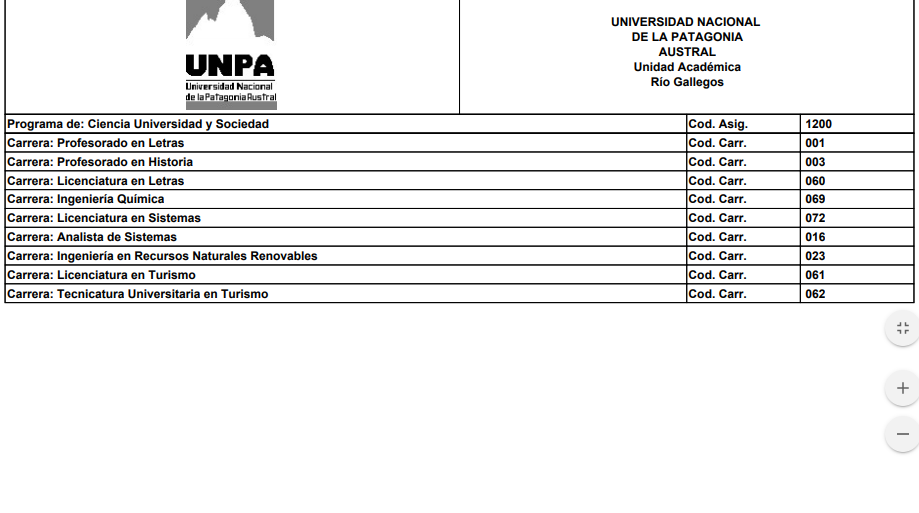 UNPA
Universidad Nacional
de la Patagonia Austral
UNIVERSIDAD NACIONAL
DE LA PATAGONIA
AUSTRAL
Unidad Académica
Río Gallegos
Programa de: Ciencia Universidad y Sociedad Cod. Asig. 1200
Carrera: Profesorado en Letras Cod. Carr. 001
Carrera: Profesorado en Historia Cod. Carr. 003
Carrera: Licenciatura en Letras Cod. Carr. 060
Carrera: Ingeniería Química Cod. Carr. 069
Carrera: Licenciatura en Sistemas Cod. Carr. 072
Carrera: Analista de Sistemas Cod. Carr. 016
Carrera: Ingeniería en Recursos Naturales Renovables Cod. Carr. 023
Carrera: Licenciatura en Turismo Cod. Carr. 061
Carrera: Tecnicatura Universitaria en Turismo Cod. Carr. 062